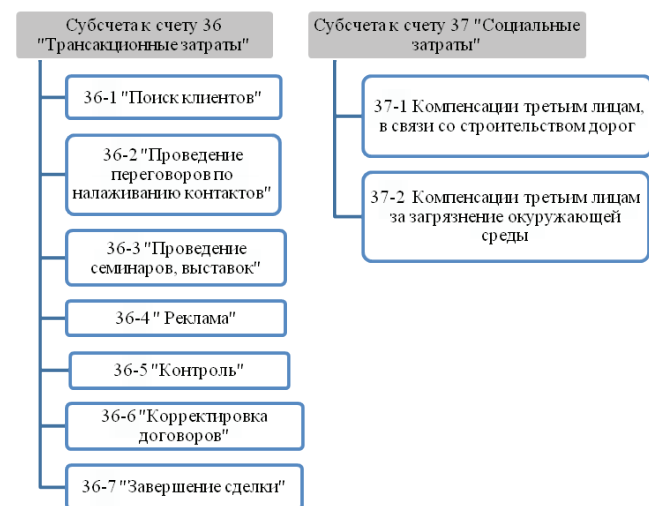 Субсчета к счету 36
"Трансакционные затраты"
36-1 "Поиск клиентов"
36-2 "Проведение
переговоров по
налаживанию контактов"
36-3 "Проведение
семинаров, выставок"
36-4 " Реклама"
36-5 "Контроль"
36-6 "Корректировка
договоров"
36-7 "Завершение сделки"
Субсчета к счету 37 "Социальные
затраты"
37-1 Компенсации третьим лицам,
в связи со строительством дорог
37-2 Компенсации третьим лицам
за загрязнение окуружающей
среды